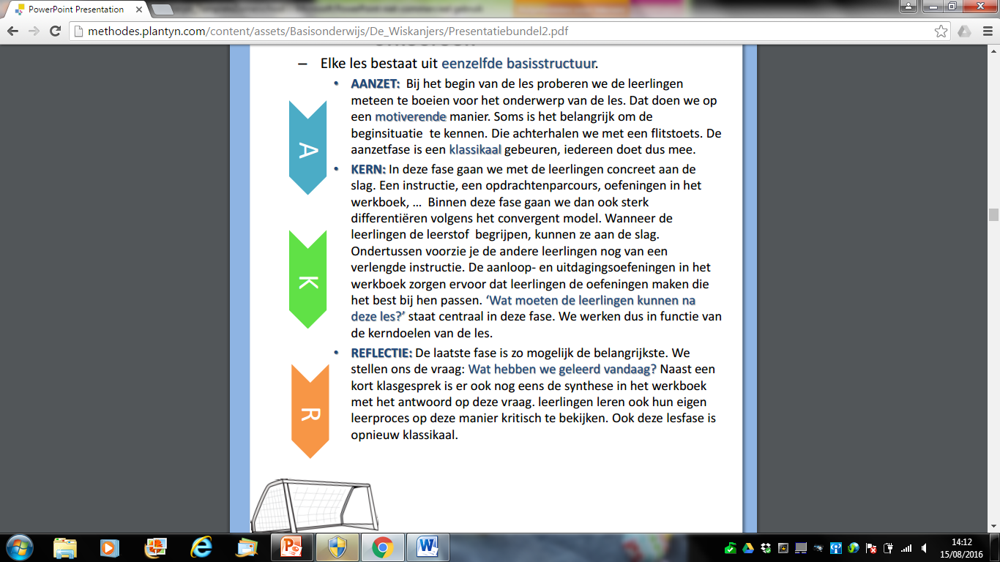 PowerPoint Presentation
methodes.plantyn.com/content/assets/Basisonderwijs/De_Wiskanjers/Presentatiebundel2.pdf
– Elke les bestaat uit eenzelfde basisstructuur.
• AANZET: Bij het begin van de les proberen we de leerlingen
meteen te boeien voor het onderwerp van de les. Dat doen we op
een motiverende manier. Soms is het belangrijk om de
beginsituatie te kennen. Die achterhalen we met een flitstoets. De
aanzetfase is een klassikaal gebeuren, iedereen doet dus mee.
A
• KERN: In deze fase gaan we met de leerlingen concreet aan de
slag. Een instructie, een opdrachtenparcours, oefeningen in het
werkboek, … Binnen deze fase gaan we dan ook sterk
differentiëren volgens het convergent model. Wanneer de
leerlingen de leerstof begrijpen, kunnen ze aan de slag.
Ondertussen voorzie je de andere leerlingen nog van een
verlengde instructie. De aanloop- en uitdagingsoefeningen in het
werkboek zorgen ervoor dat leerlingen de oefeningen maken die
het best bij hen passen. ‘Wat moeten de leerlingen kunnen na
deze les?’ staat centraal in deze fase. We werken dus in functie van
de kerndoelen van de les.
K
• REFLECTIE: De laatste fase is zo mogelijk de belangrijkste. We
stellen ons de vraag: Wat hebben we geleerd vandaag? Naast een
kort klasgesprek is er ook nog eens de synthese in het werkboek
met het antwoord op deze vraag. leerlingen leren ook hun eigen
leerproces op deze manier kritisch te bekijken. Ook deze lesfase is
opnieuw klassikaal.
R
14:12
15/08/2016